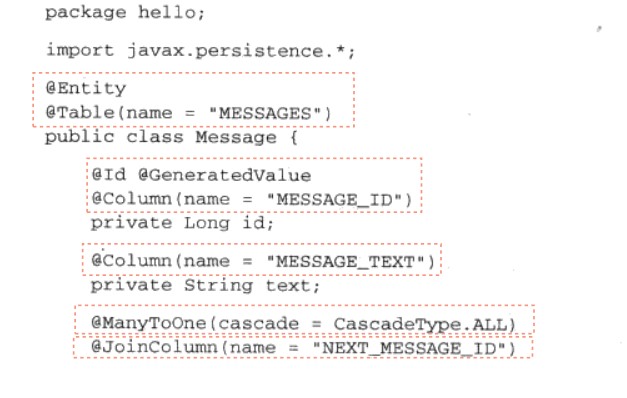 package hello;
import javax.persistence.*;
@Entity
@Table(name = "MESSAGES")
public class Message {
@Id @GeneratedValue
@Column(name = "MESSAGE_ID")
private Long id;
@Column(name = "MESSAGE_TEXT")
private String text;
@ManyToOne(cascade = CascadeType.ALL)
@JoinColumn(name = "NEXT_MESSAGE_ID")